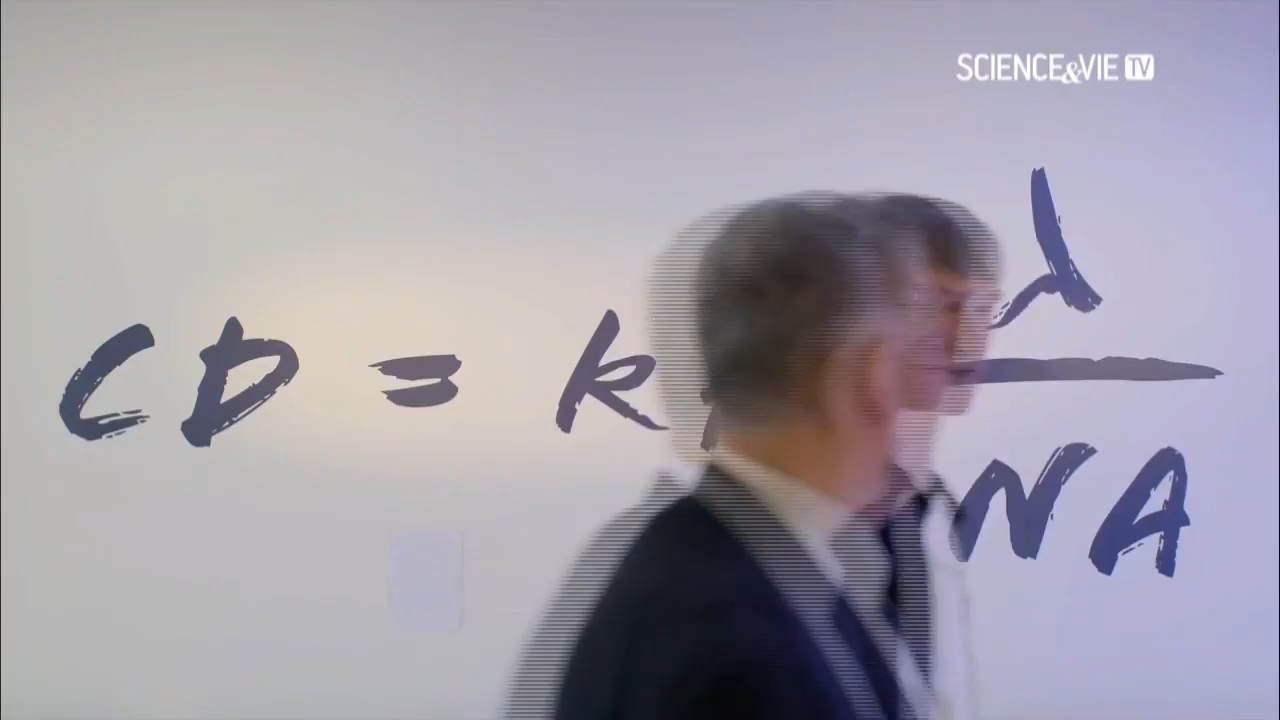 SCIENCE&VIE TV
λ
CD = k
NA